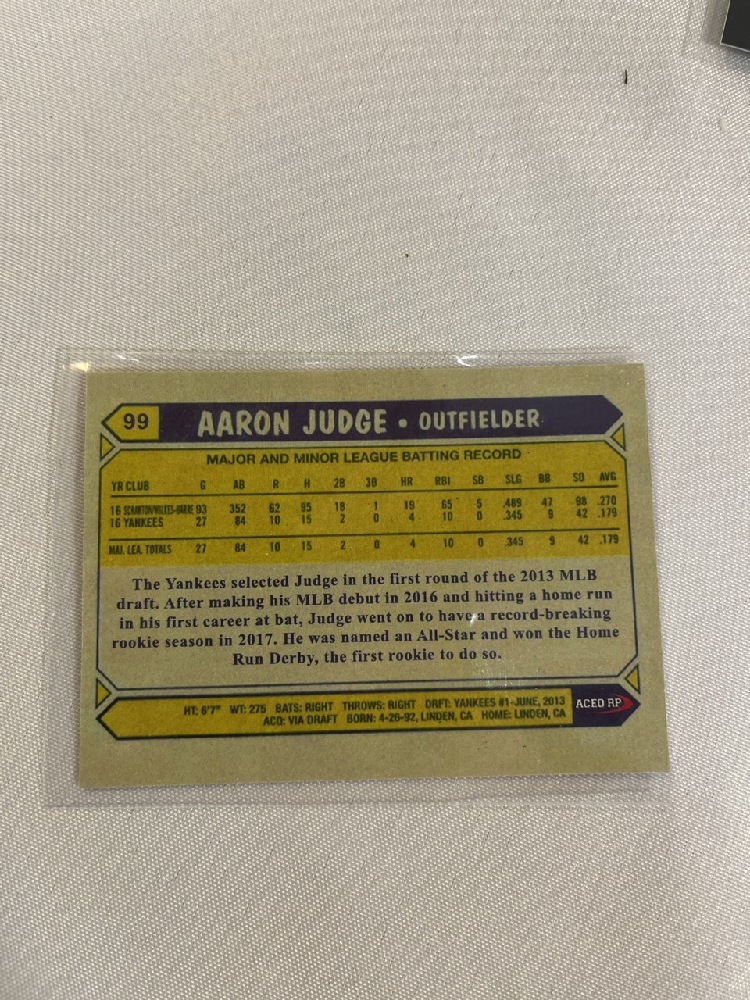 99 AARON JUDGE • OUTFIELDER
MAJOR AND MINOR LEAGUE BATTING RECORD
YR CLUB G AB R H 2B 3B HR RBI SB SLG BB SO AVG
16 SCRANTON/WILKES-BARRE 93 352 62 95 18 1 19 65 5 .489 47 98 .270
16 YANKEES 27 84 10 15 2 0 4 10 0 .345 9 42 .179
MAJ. LEA. TOTALS 27 84 10 15 2 0 4 10 0 .345 9 42 .179
The Yankees selected Judge in the first round of the 2013 MLB
draft. After making his MLB debut in 2016 and hitting a home run
in his first career at bat, Judge went on to have a record-breaking
rookie season in 2017. He was named an All-Star and won the Home
Run Derby, the first rookie to do so.
HT: 6'7" WT: 275 BATS: RIGHT THROWS: RIGHT DRFT: YANKEES #1-JUNE, 2013
ACQ: VIA DRAFT BORN: 4-26-92, LINDEN, CA HOME: LINDEN, CA
ACED RP